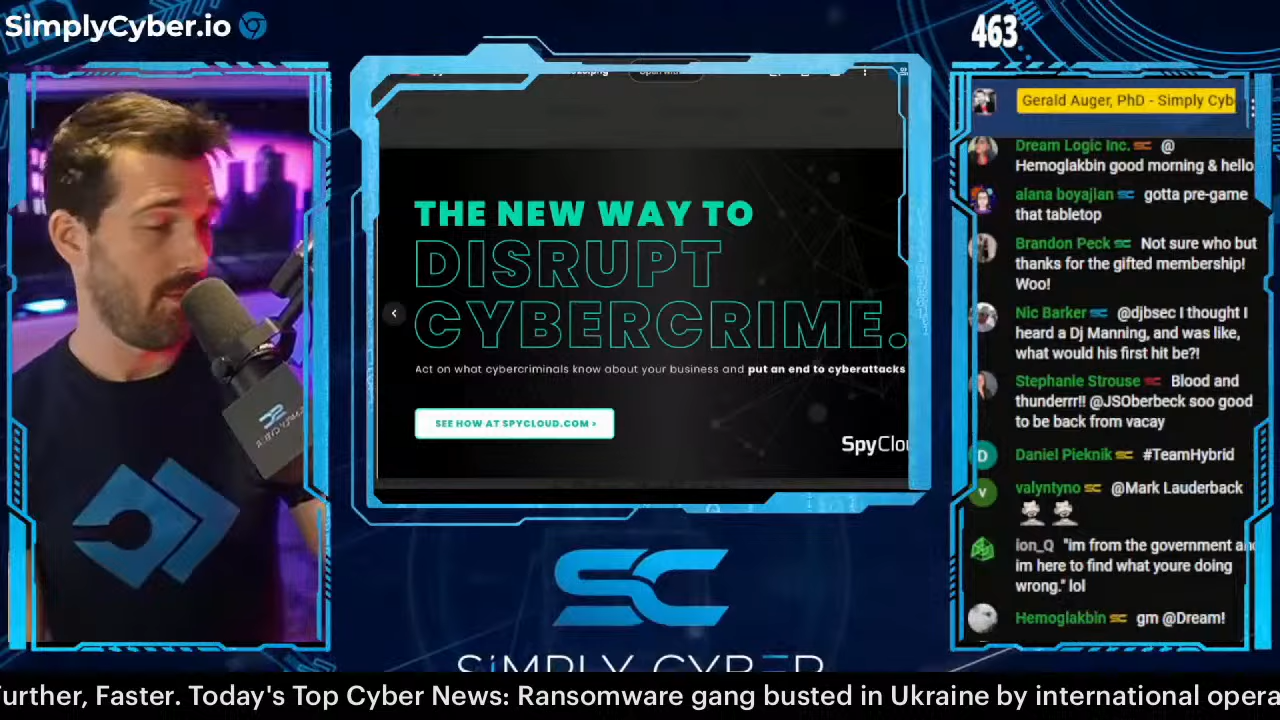 SimplyCyber.io
463
THE NEW WAY TO
DISRUPT
CYBERCRIME.
Act on what cybercriminals know about your business and put an end to cyberattacks
SEE HOW AT SPYCLOUD.COM >
SpyClou
SC
SIMPLY CYBER
Gerald Auger, PhD - Simply Cyb
Dream Logic Inc. @
Hemoglakbin good morning & hello
alana boyajian gotta pre-game
that tabletop
Brandon Peck Not sure who but
thanks for the gifted membership!
Woo!
Nic Barker @djbsec I thought I
heard a Dj Manning, and was like,
what would his first hit be?!
Stephanie Strouse Blood and
thunderrr!! @JSOberbeck soo good
to be back from vacay
D
Daniel Pieknik #TeamHybrid
v
valyntyno @Mark Lauderback
ion_Q "im from the government and
im here to find what youre doing
wrong." lol
Hemoglakbin gm @Dream!
Further, Faster. Today's Top Cyber News: Ransomware gang busted in Ukraine by international opera